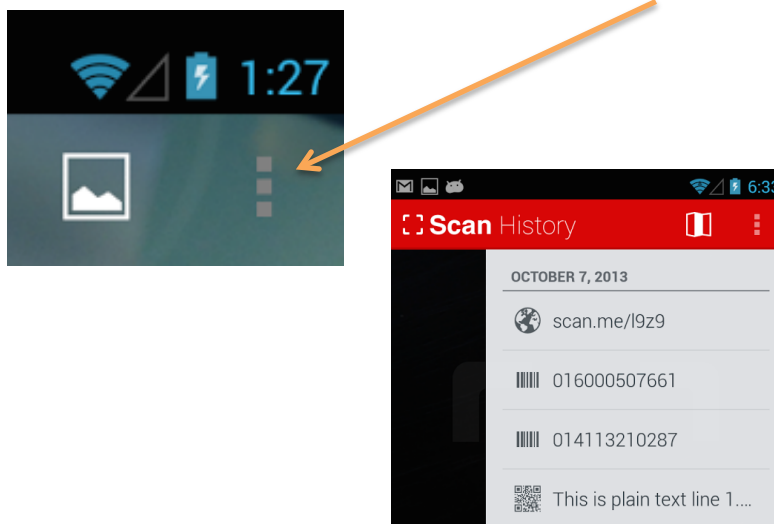 1:27
6:33
Scan History
OCTOBER 7, 2013
scan.me/l9z9
016000507661
014113210287
This is plain text line 1....